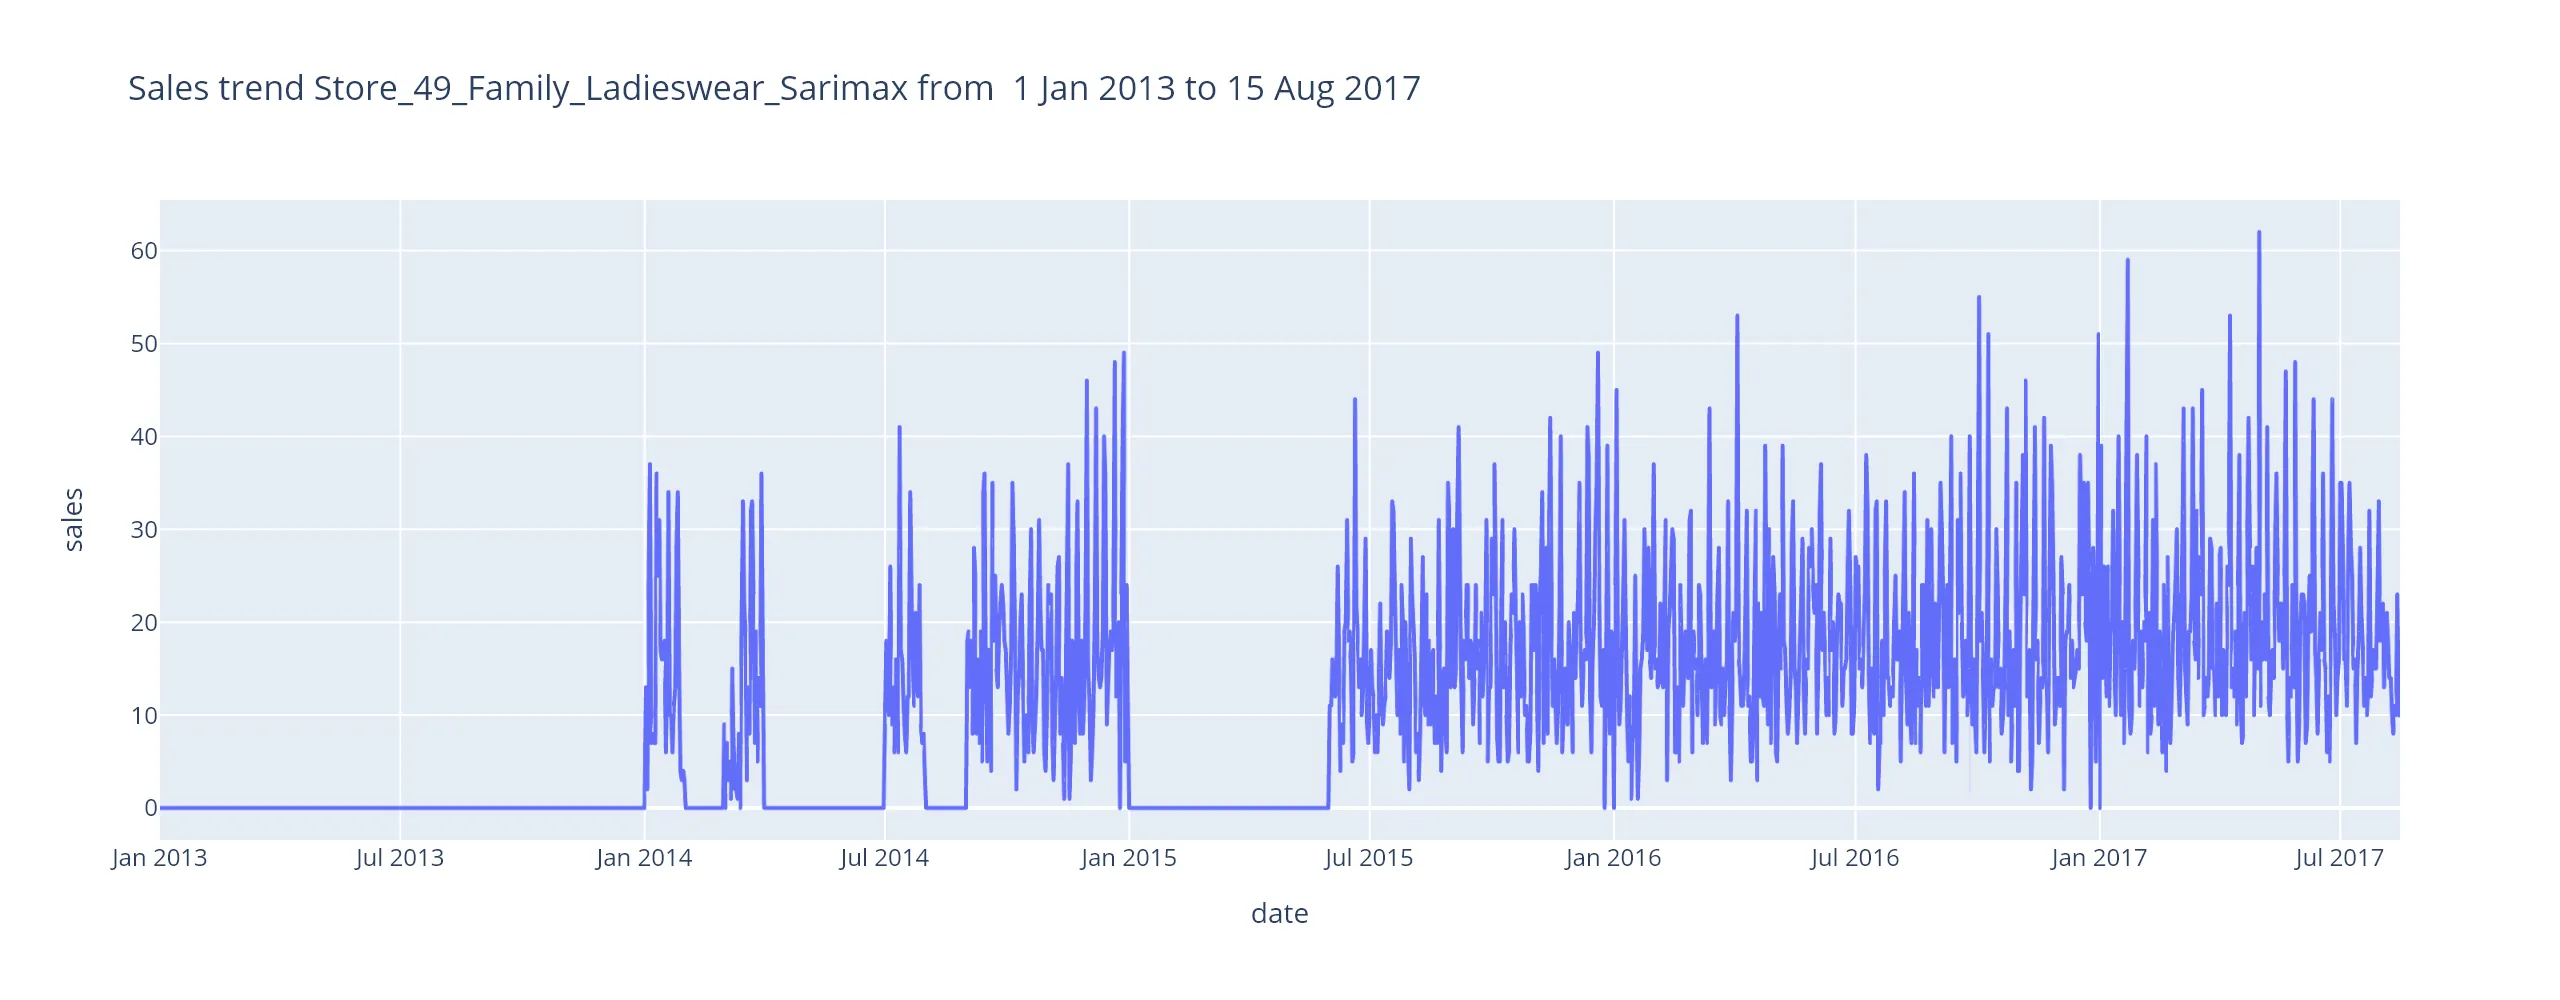 Sales trend Store_49_Family_Ladieswear_Sarimax from  1 Jan 2013 to 15 Aug 2017
60
50
40
30
20
10
0
sales
Jan 2013 Jul 2013 Jan 2014 Jul 2014 Jan 2015 Jul 2015 Jan 2016 Jul 2016 Jan 2017 Jul 2017
date